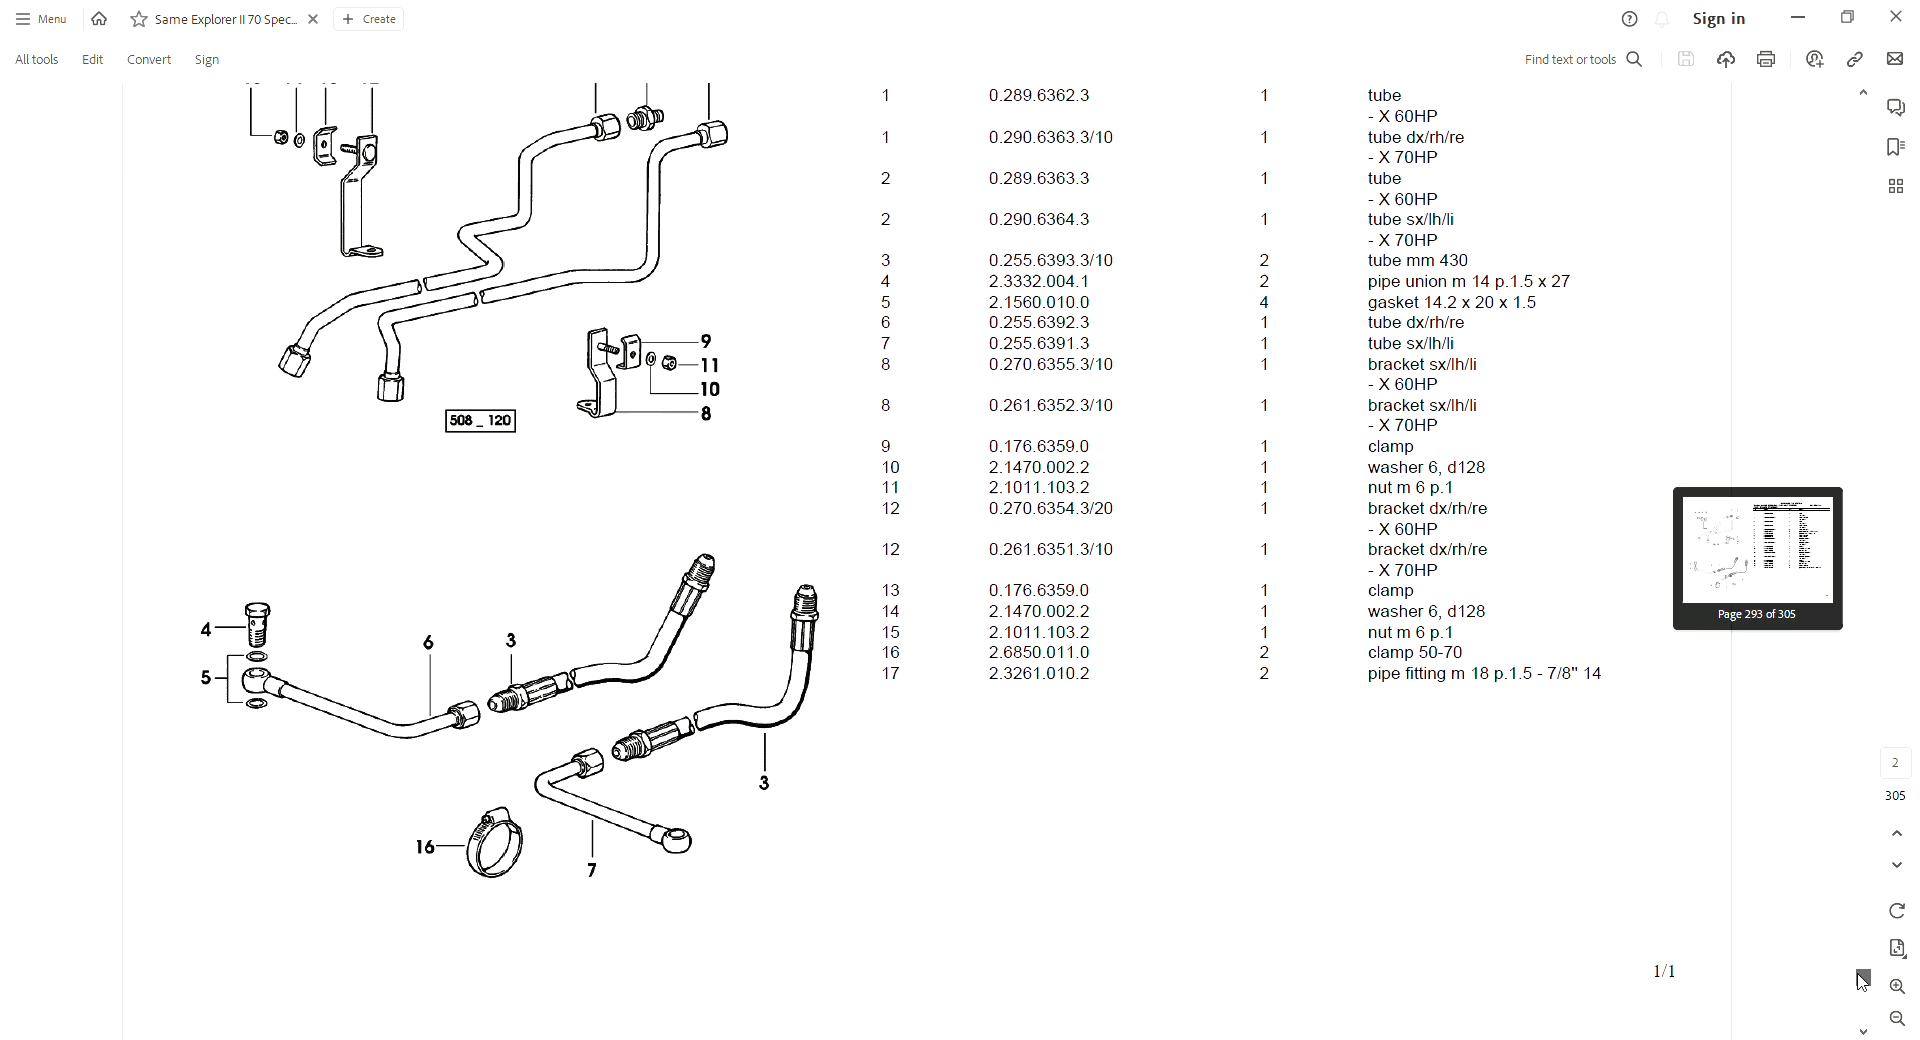 Menu
Same Explorer II 70 Spec...
Create
Sign in
All tools
Edit
Convert
Sign
Find text or tools
1 0.289.6362.3 1 tube
- X 60HP
1 0.290.6363.3/10 1 tube dx/rh/re
- X 70HP
2 0.289.6363.3 1 tube
- X 60HP
2 0.290.6364.3 1 tube sx/lh/li
- X 70HP
3 0.255.6393.3/10 2 tube mm 430
4 2.3332.004.1 2 pipe union m 14 p.1.5 x 27
5 2.1560.010.0 4 gasket 14.2 x 20 x 1.5
6 0.255.6392.3 1 tube dx/rh/re
7 0.255.6391.3 1 tube sx/lh/li
8 0.270.6355.3/10 1 bracket sx/lh/li
- X 60HP
8 0.261.6352.3/10 1 bracket sx/lh/li
- X 70HP
9 0.176.6359.0 1 clamp
10 2.1470.002.2 1 washer 6, d128
11 2.1011.103.2 1 nut m 6 p.1
12 0.270.6354.3/20 1 bracket dx/rh/re
- X 60HP
12 0.261.6351.3/10 1 bracket dx/rh/re
- X 70HP
13 0.176.6359.0 1 clamp
14 2.1470.002.2 1 washer 6, d128
15 2.1011.103.2 1 nut m 6 p.1
16 2.6850.011.0 2 clamp 50-70
17 2.3261.010.2 2 pipe fitting m 18 p.1.5 - 7/8" 14
9
11
10
8
508_120
4
5
6
3
3
16
7
Page 293 of 305
2
305
1/1